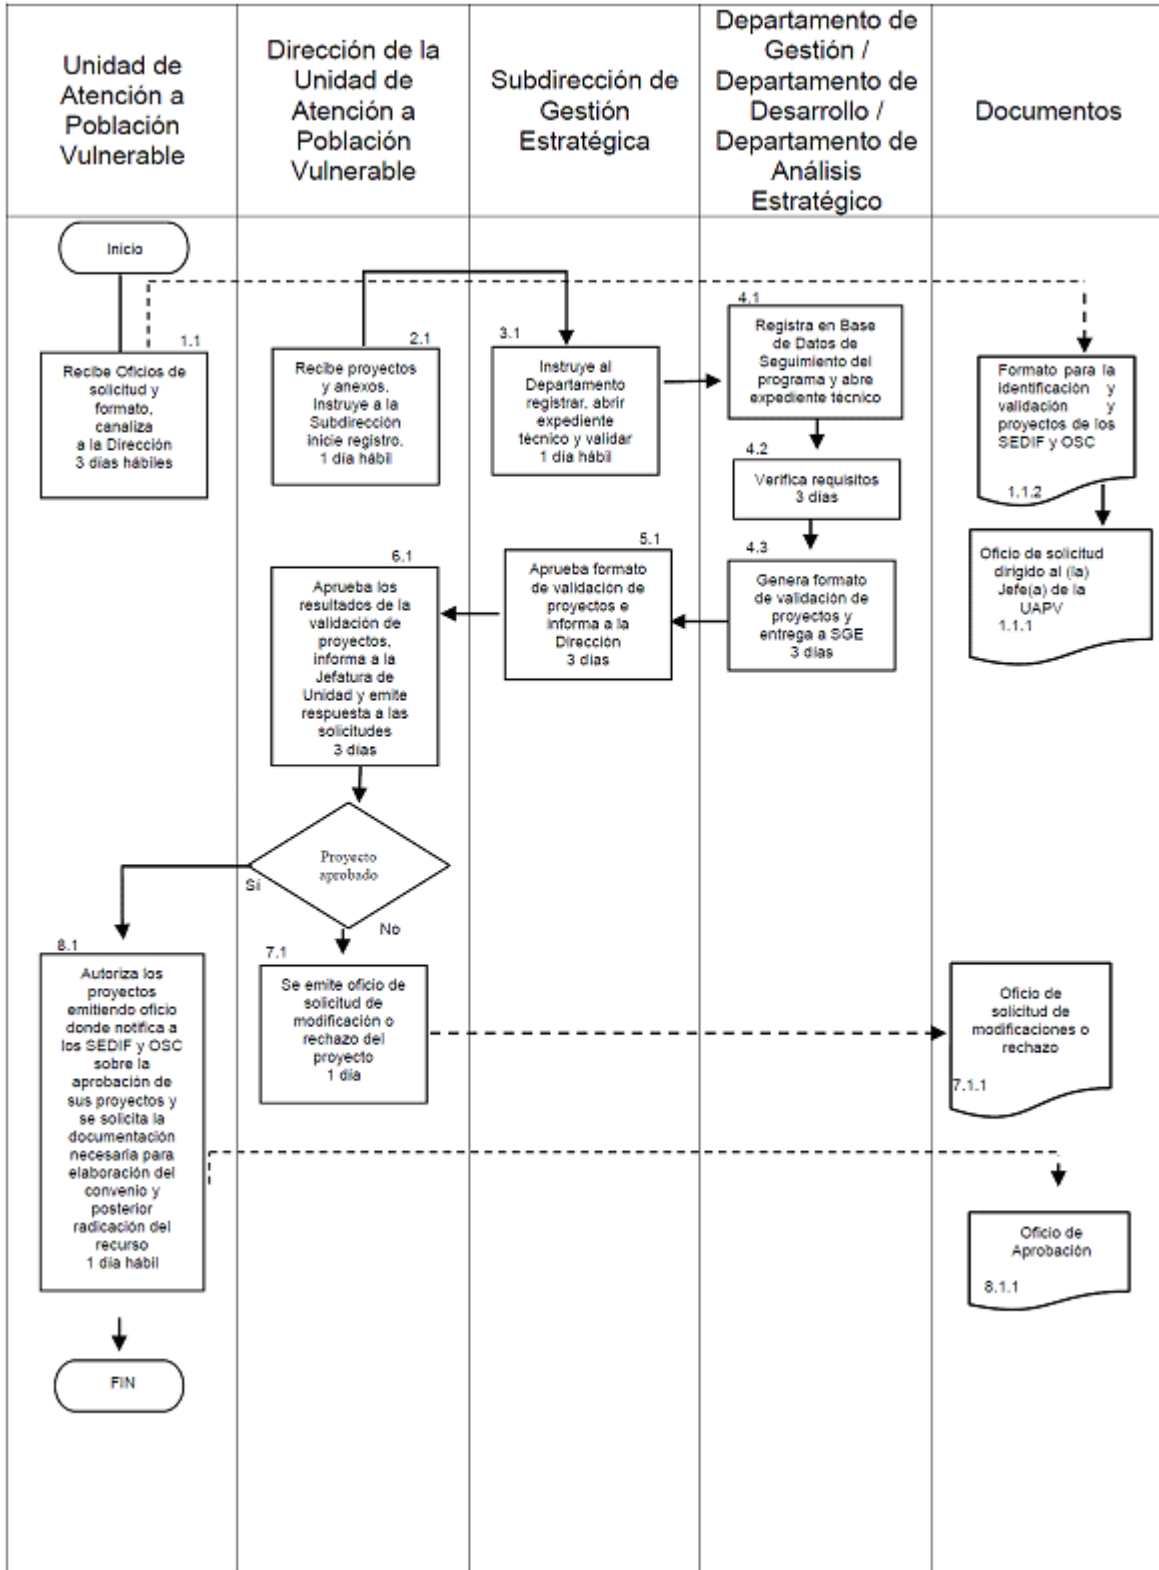 Unidad de
Atención a
Población
Vulnerable
Dirección de la
Unidad de
Atención a
Población
Vulnerable
Subdirección de
Gestión
Estratégica
Departamento de
Gestión /
Departamento de
Desarrollo /
Departamento de
Análisis
Estratégico
Documentos
Inicio
1.1
Recibe Oficios de
solicitud y
formato,
canaliza
a la Dirección
3 días hábiles
2.1
Recibe proyectos
y anexos.
Instruye a la
Subdirección
inicie registro.
1 día hábil
3.1
Instruye al
Departamento
registrar, abrir
expediente
técnico y validar
1 día hábil
4.1
Registra en Base
de Datos de
Seguimiento del
programa y abre
expediente técnico
Formato para la
identificación y
validación y
proyectos de los
SEDIF y OSC
1.1.2
4.2
Verifica requisitos
3 días
4.3
Genera formato
de validación de
proyectos y
entrega a SGE
3 días
5.1
Aprueba formato
de validación de
proyectos e
informa a la
Dirección
3 días
6.1
Aprueba los
resultados de la
validación de
proyectos,
informa a la
Jefatura de
Unidad y emite
respuesta a las
solicitudes
3 días
Oficio de solicitud
dirigido al (la)
Jefe(a) de la
UAPV
1.1.1
Proyecto
aprobado
Sí
No
8.1
Autoriza los
proyectos
emitiendo oficio
donde notifica a
los SEDIF y OSC
sobre la
aprobación de
sus proyectos y
se solicita la
documentación
necesaria para
elaboración del
convenio y
posterior
radicación del
recurso
1 día hábil
7.1
Se emite oficio de
solicitud de
modificación o
rechazo del
proyecto
1 día
Oficio de
solicitud de
modificaciones o
rechazo
7.1.1
Oficio de
Aprobación
8.1.1
FIN